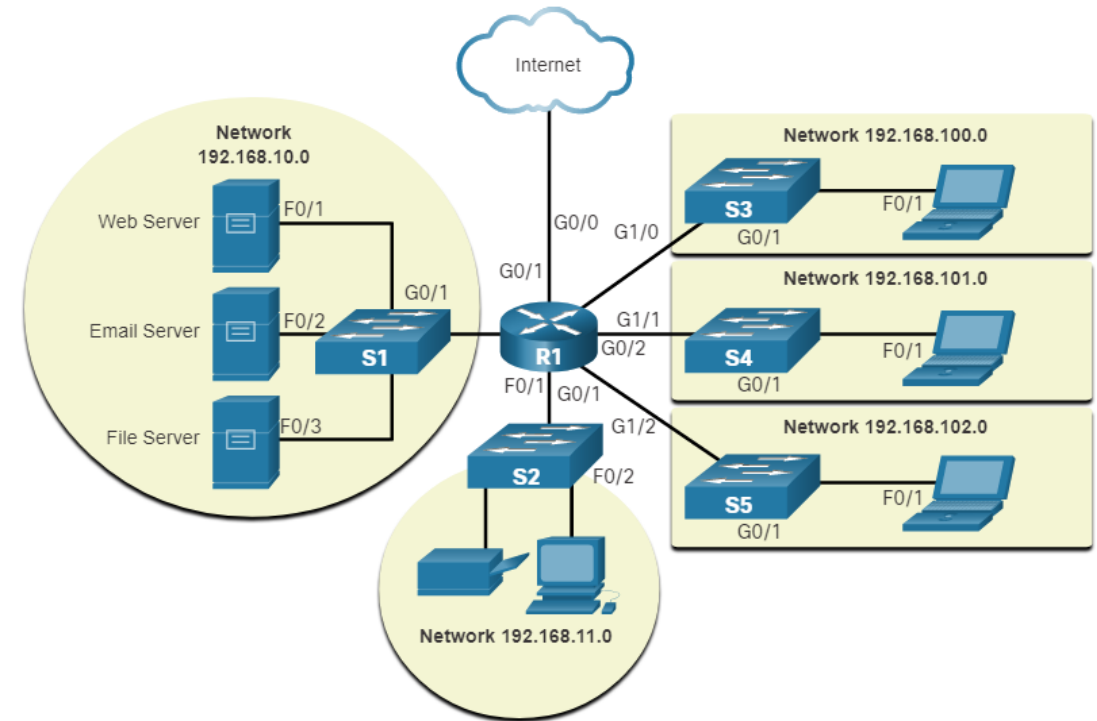 Internet
Network
192.168.10.0
Web Server
F0/1
Email Server
F0/2
File Server
F0/3
G0/1
S1
G0/0
G0/1
R1
G1/0
G1/1
G0/2
F0/1
G0/1
G1/2
S2
F0/2
Network 192.168.11.0
Network 192.168.100.0
S3
F0/1
G0/1
Network 192.168.101.0
S4
F0/1
G0/1
Network 192.168.102.0
S5
F0/1
G0/1